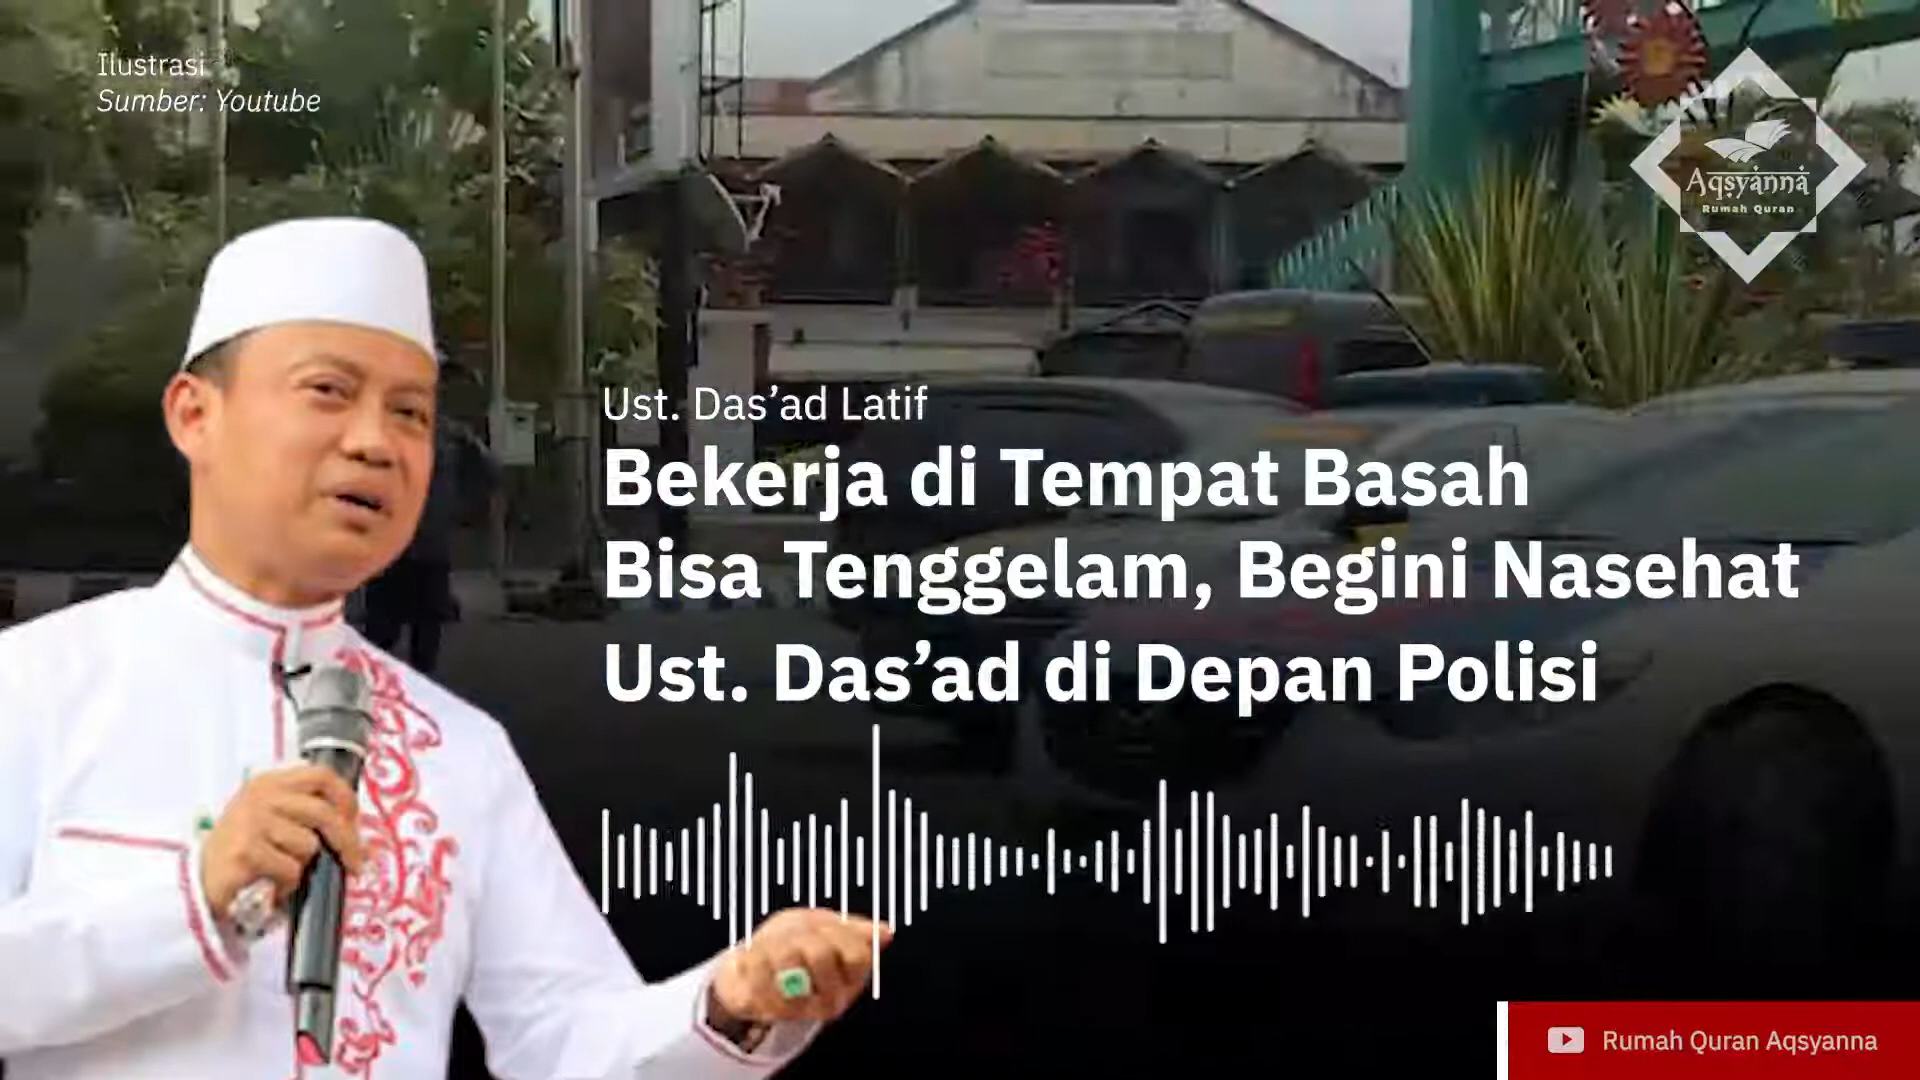 Ilustrasi
Sumber: Youtube
Aqsyanna
Rumah Quran
Ust. Das’ad Latif
Bekerja di Tempat Basah
Bisa Tenggelam, Begini Nasehat
Ust. Das’ad di Depan Polisi
Rumah Quran Aqsyanna